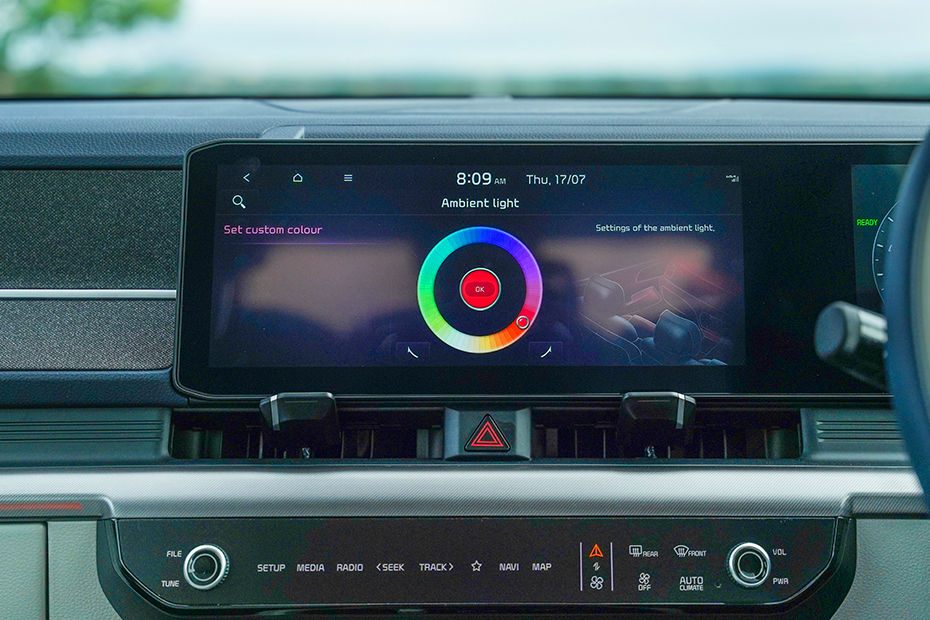 8:09 AM Thu, 17/07
Ambient light
Set custom colour
Settings of the ambient light.
READY
OK
FILE
TUNE
SETUP MEDIA RADIO <SEEK TRACK> NAVI MAP
REAR
FRONT
OFF
AUTO
CLIMATE
VOL
PWR